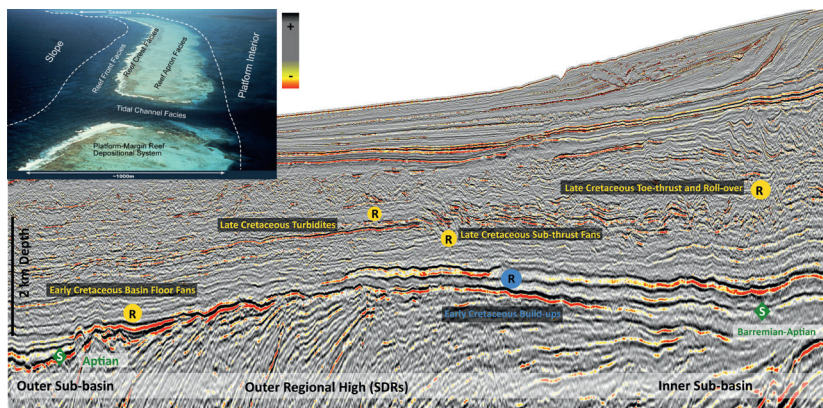 Seaward
Slope
Reef Front Facies
Reef Crest Facies
Reef Apron Facies
Platform Interior
Tidal Channel Facies
Platform-Margin Reef
Depositional System
~1000m
+
-
Late Cretaceous Toe-thrust and Roll-over
R
Late Cretaceous Turbidites
R
R
Late Cretaceous Sub-thrust Fans
2 km Depth
Early Cretaceous Basin Floor Fans
R
R
Early Cretaceous Build-ups
S
Barremian-Aptian
S
Aptian
Outer Sub-basin
Outer Regional High (SDRs)
Inner Sub-basin